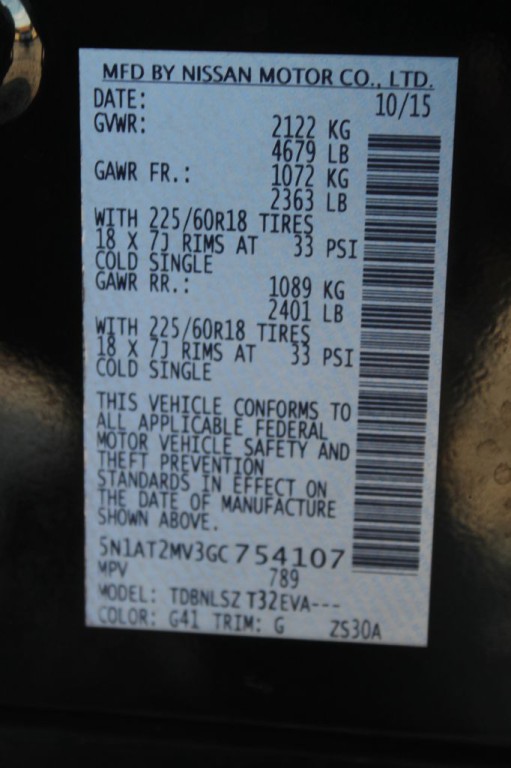 MFD BY NISSAN MOTOR CO., LTD.
DATE: 10/15
GVWR: 2122 KG
4679 LB
GAWR FR.: 1072 KG
2363 LB
WITH 225/60R18 TIRES
18 X 7J RIMS AT 33 PSI
COLD SINGLE
GAWR RR.: 1089 KG
2401 LB
WITH 225/60R18 TIRES
18 X 7J RIMS AT 33 PSI
COLD SINGLE
THIS VEHICLE CONFORMS TO
ALL APPLICABLE FEDERAL
MOTOR VEHICLE SAFETY AND
THEFT PREVENTION
STANDARDS IN EFFECT ON
THE DATE OF MANUFACTURE
SHOWN ABOVE.
5N1AT2MV3GC754107
MPV 789
MODEL: TDBNLSZ T32EVA---
COLOR: G41 TRIM: G ZS30A